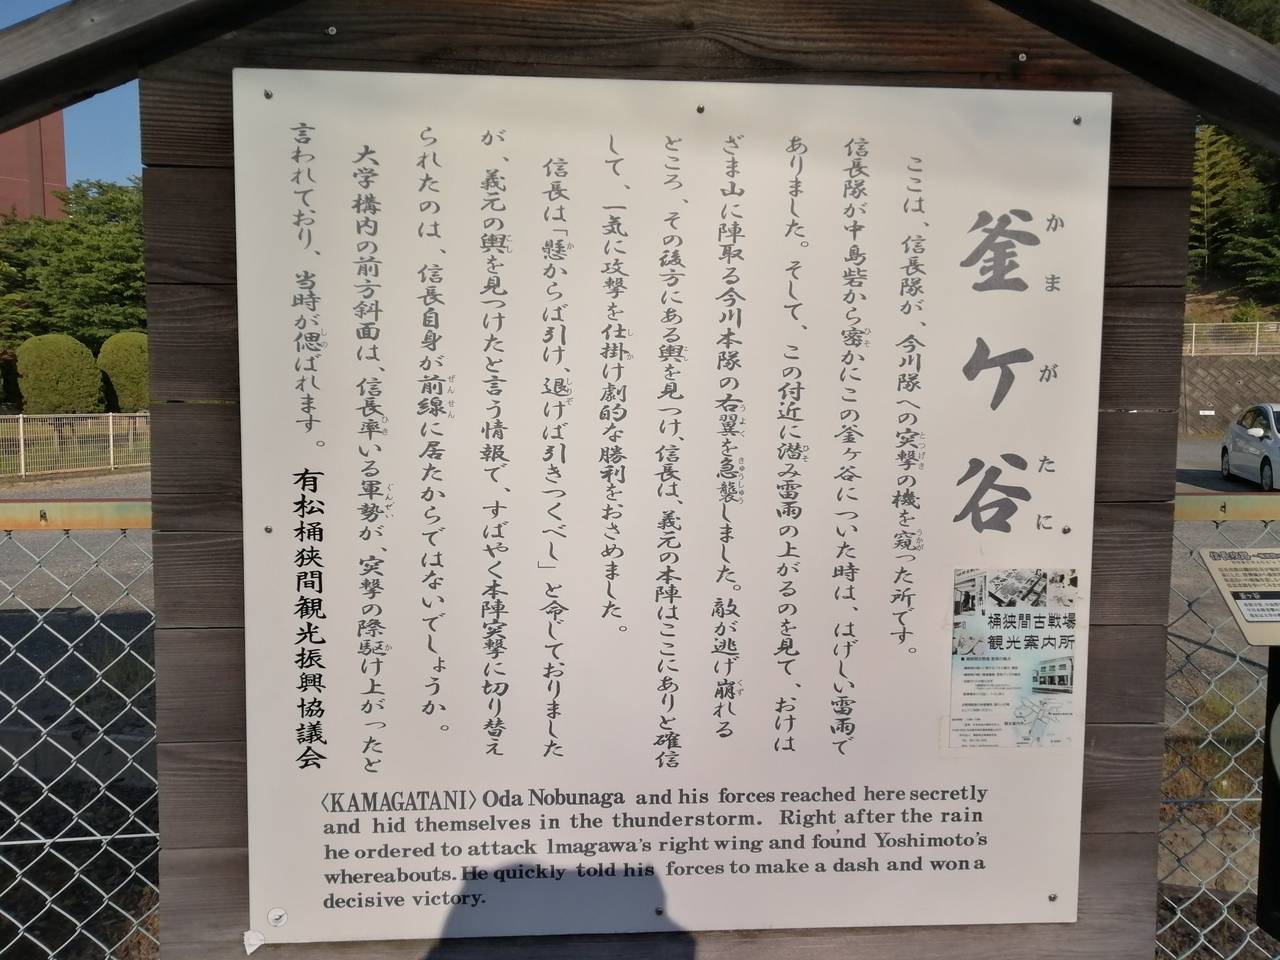 釜ケ谷
かまがたに
ここは、信長隊が、今川隊への突撃の機を窺った所です。
信長隊が中島砦から密かにこの釜ヶ谷についた時は、はげしい雷雨で
ありました。そして、この付近に潜み雷雨の上がるのを見て、おけは
ざま山に陣取る今川本隊の右翼を急襲しました。敵が逃げ崩れる
ところ、その後方にある輿を見つけ、信長は、義元の本陣はここにありと確信
して、一気に攻撃を仕掛け劇的な勝利をおさめました。
信長は「懸からば引け、退げば引きつくべし」と令しておりました
が、義元の輿を見つけたと言う情報で、すばやく本陣突撃に切り替え
られたのは、信長自身が前線に居たからではないでしょうか。
大学構内の前方斜面は、信長率いる軍勢が、突撃の際駆け上がったと
言われており、当時が偲ばれます。
有松桶狭間観光振興協議会
桶狭間古戦場
観光案内所
〈KAMAGATANI〉Oda Nobunaga and his forces reached here secretly
and hid themselves in the thunderstorm. Right after the rain
he ordered to attack Imagawa's right wing and found Yoshimoto's
whereabouts. He quickly told his forces to make a dash and won a
decisive victory.